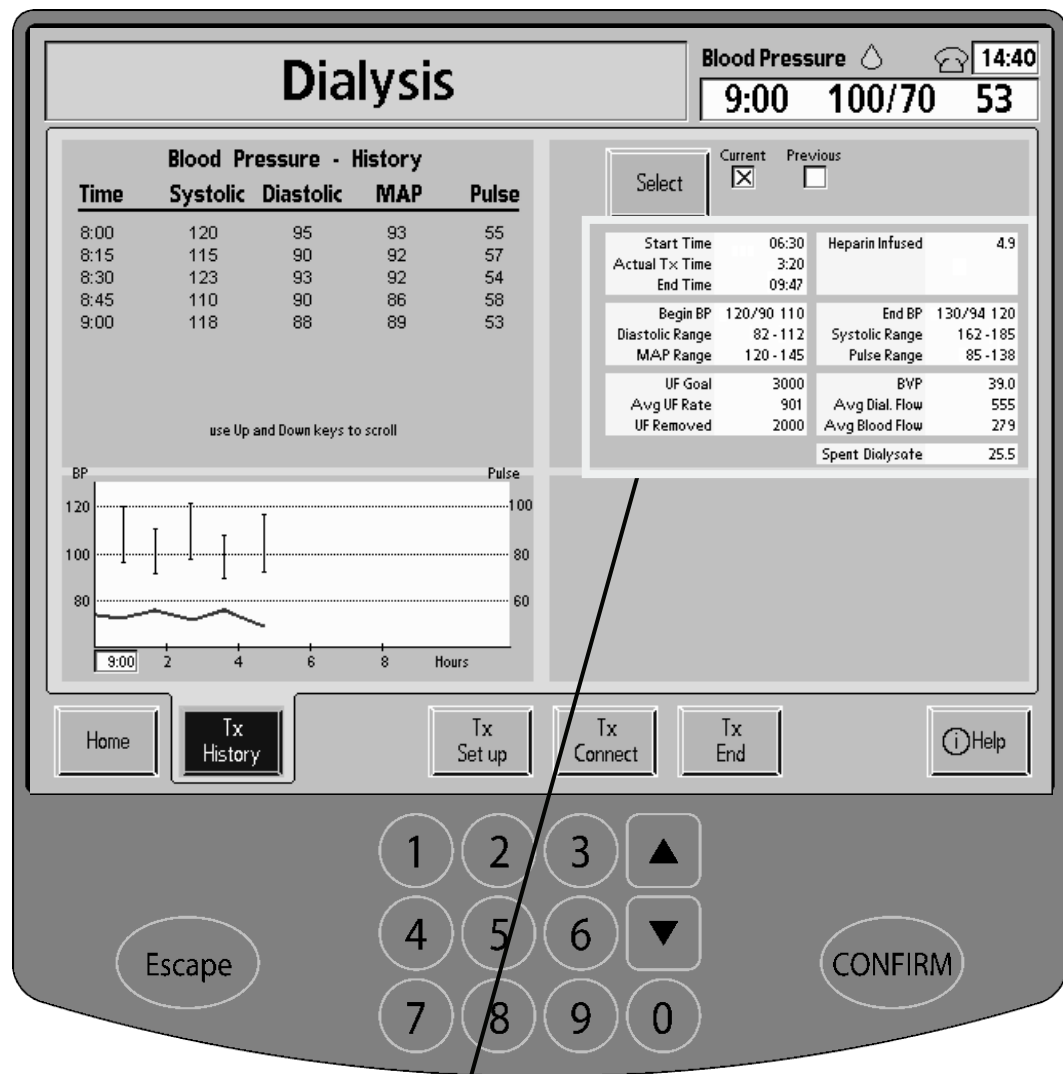 Dialysis
Blood Pressure
14:40
9:00 100/70 53
Blood Pressure - History
Time Systolic Diastolic MAP Pulse
8:00 120 95 93 55
8:15 115 90 92 57
8:30 123 93 92 54
8:45 110 90 86 58
9:00 118 88 89 53
use Up and Down keys to scroll
BP Pulse
120 100
100 80
80 60
9:00 2 4 6 8 Hours
Select
Current Previous
Start Time 06:30 Heparin Infused 4.9
Actual Tx Time 3:20
End Time 09:47
Begin BP 120/90 110 End BP 130/94 120
Diastolic Range 82 - 112 Systolic Range 162 - 185
MAP Range 120 - 145 Pulse Range 85 - 138
UF Goal 3000 BVP 39.0
Avg UF Rate 901 Avg Dial. Flow 555
UF Removed 2000 Avg Blood Flow 279
Spent Dialysate 25.5
Home
Tx
History
Tx
Set up
Tx
Connect
Tx
End
i Help
1 2 3
4 5 6
7 8 9 0
Escape
CONFIRM